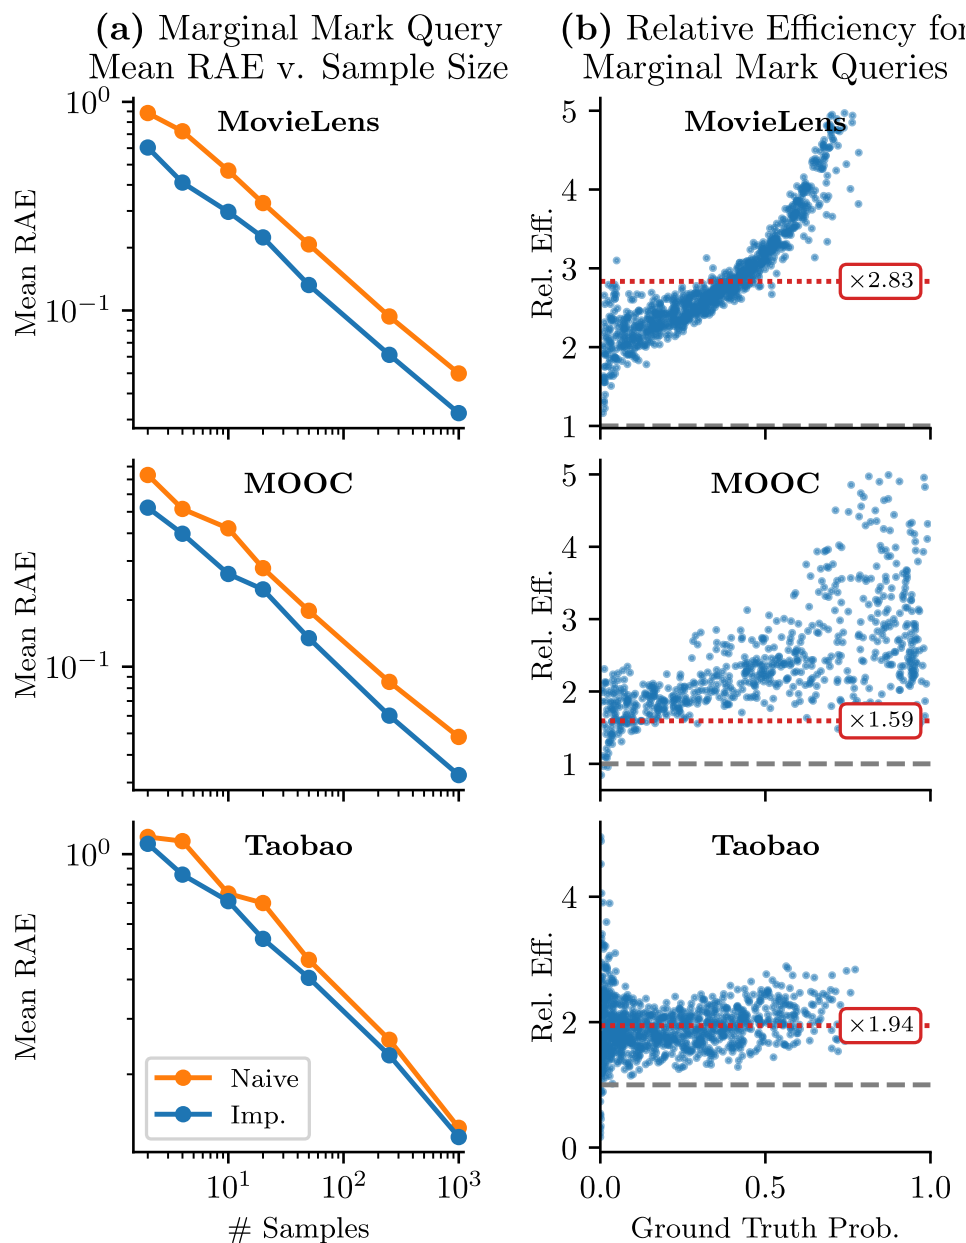 (a) Marginal Mark Query
Mean RAE v. Sample Size
(b) Relative Efficiency for
Marginal Mark Queries
MovieLens
10^0
10^-1
Mean RAE
MovieLens
5
4
3
2
1
Rel. Eff.
×2.83
MOOC
10^-1
Mean RAE
MOOC
5
4
3
2
1
Rel. Eff.
×1.59
Taobao
10^0
Mean RAE
Naive
Imp.
10^1
10^2
10^3
# Samples
Taobao
4
2
0
Rel. Eff.
×1.94
0.0
0.5
1.0
Ground Truth Prob.